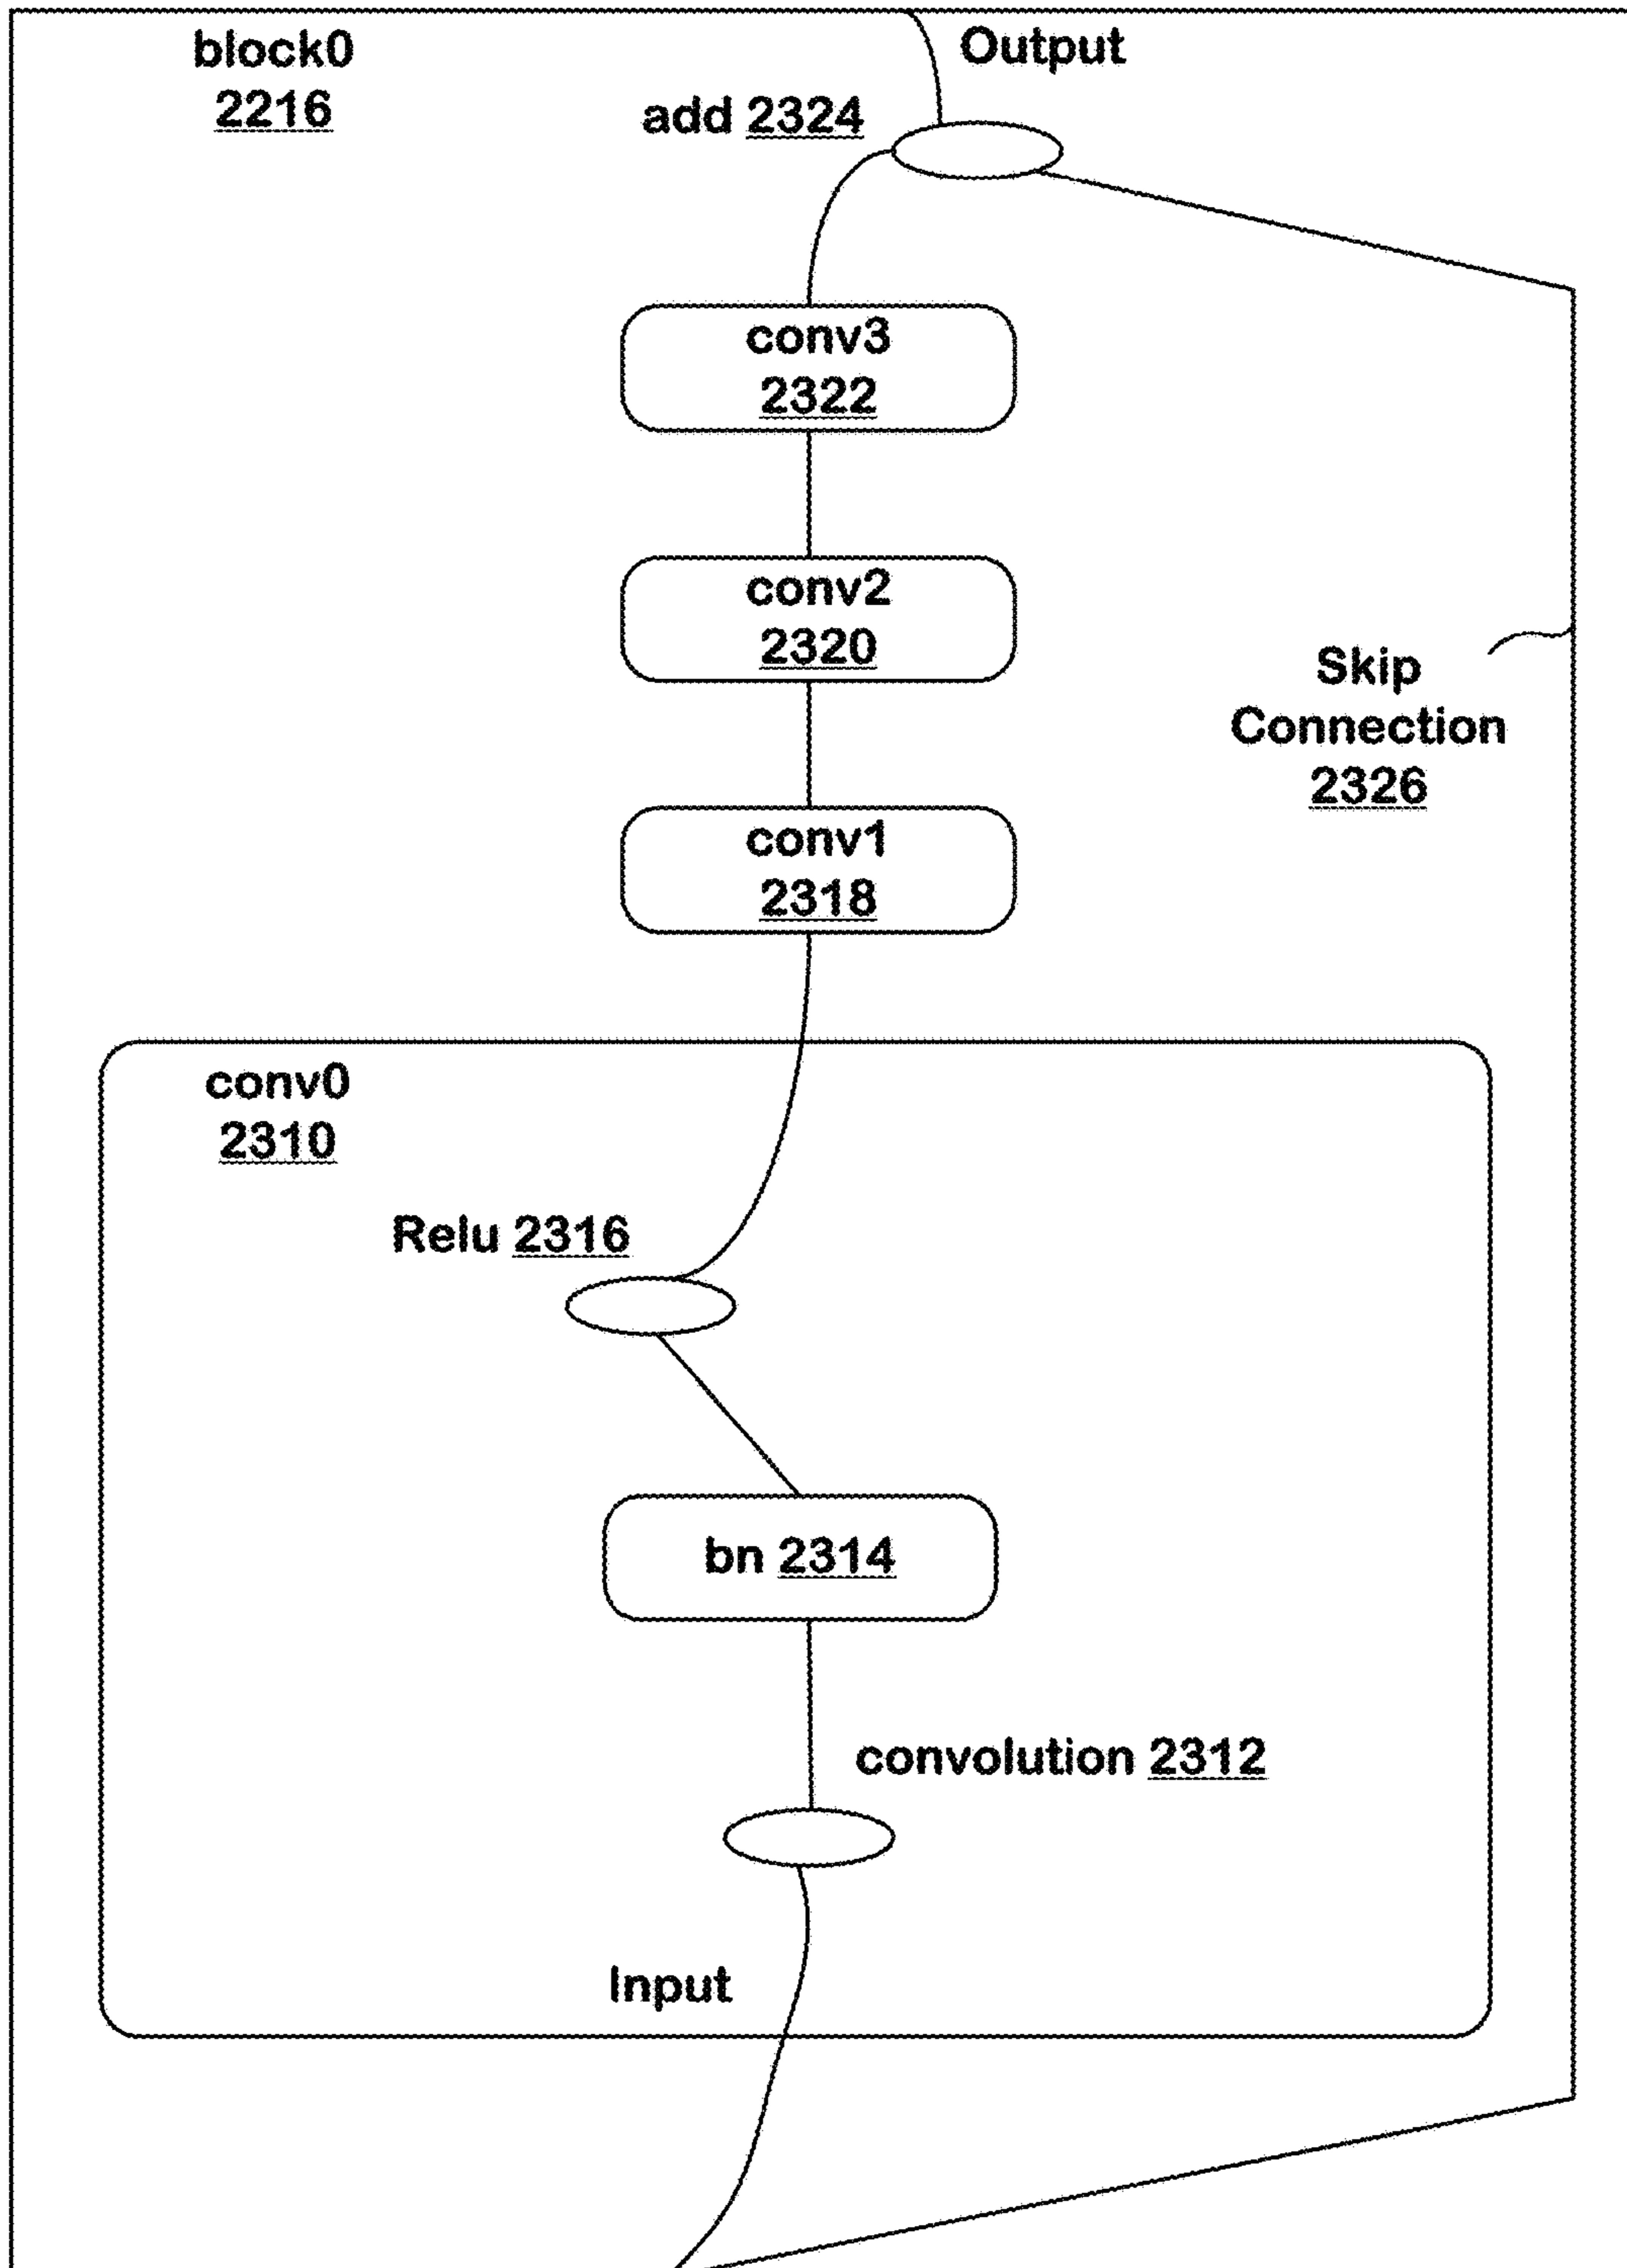 block0
2216
Output
add 2324
conv3
2322
conv2
2320
Skip
Connection
2326
conv1
2318
conv0
2310
Relu 2316
bn 2314
convolution 2312
Input